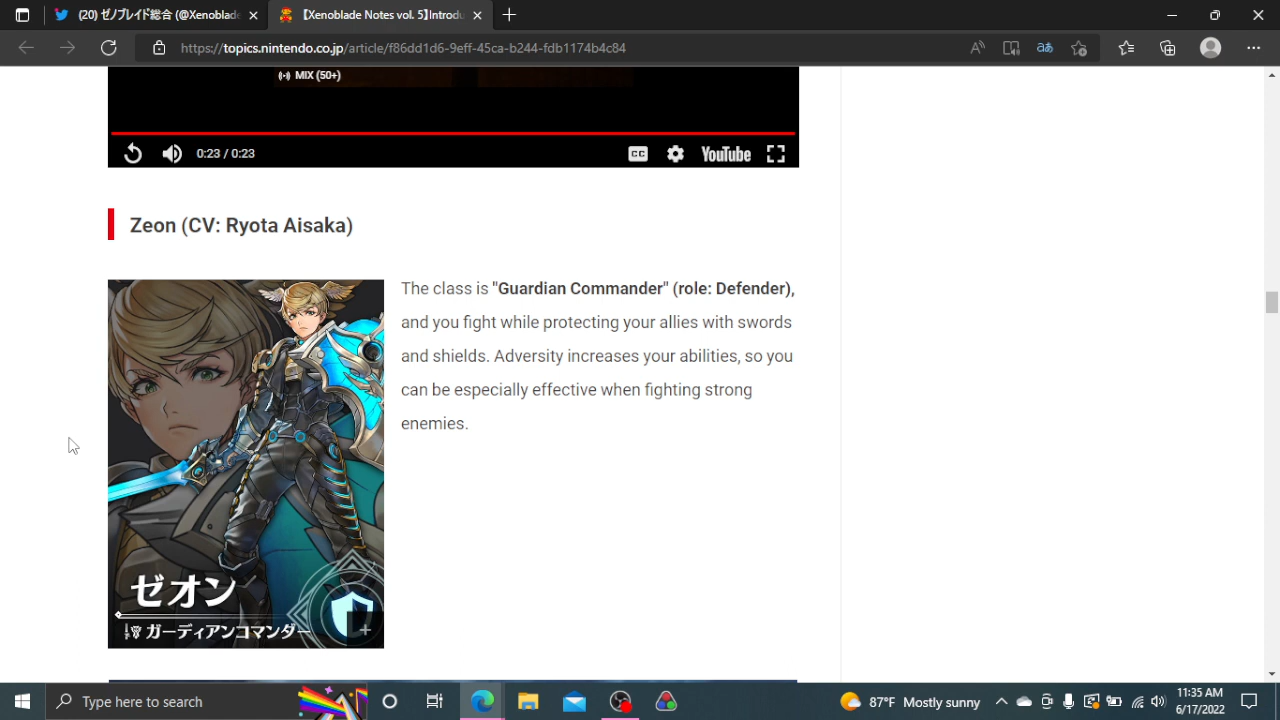 (20) ゼノブレイド総合 (@Xenoblade
【Xenoblade Notes vol. 5】Introdu
https://topics.nintendo.co.jp/article/f86dd1d6-9eff-45ca-b244-fdb1174b4c84
MIX (50+)
0:23 / 0:23
CC
YouTube
Zeon (CV: Ryota Aisaka)
The class is "Guardian Commander" (role: Defender),
and you fight while protecting your allies with swords
and shields. Adversity increases your abilities, so you
can be especially effective when fighting strong
enemies.
ゼオン
ガーディアンコマンダー
Type here to search
87°F Mostly sunny
11:35 AM
6/17/2022